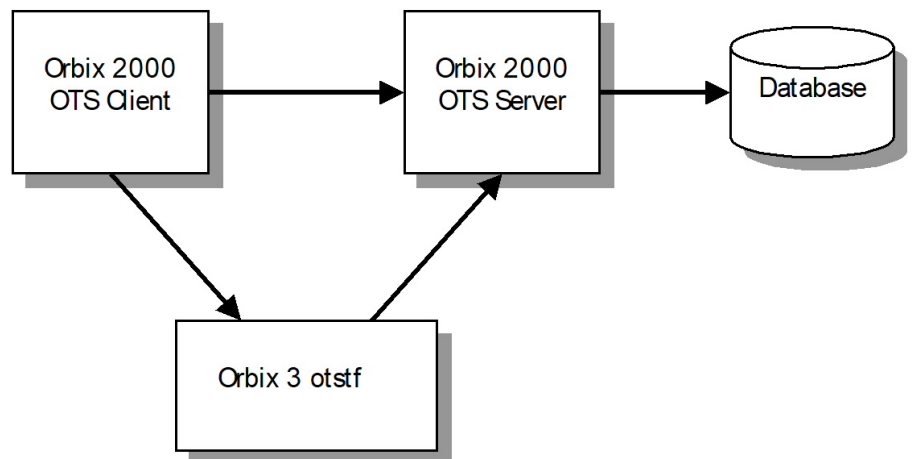 Orbix 2000
OTS Client
Orbix 2000
OTS Server
Database
Orbix 3 otstf